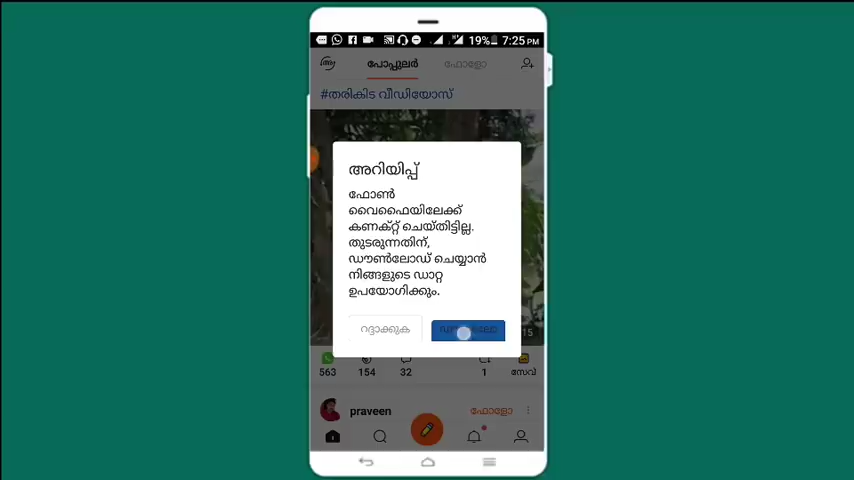 19% 7:25 PM
പോപ്പുലർ ഫോളോ
#തരികിട വീഡിയോസ്
അറിയിപ്പ്
ഫോൺ
വൈഫൈയിലേക്ക്
കണക്റ്റ് ചെയ്തിട്ടില്ല.
തുടരുന്നതിന്,
ഡൗൺലോഡ് ചെയ്യാൻ
നിങ്ങളുടെ ഡാറ്റ
ഉപയോഗിക്കും.
റദ്ദാക്കുക
15
563 154 32 1 സേവ്
praveen ഫോളോ